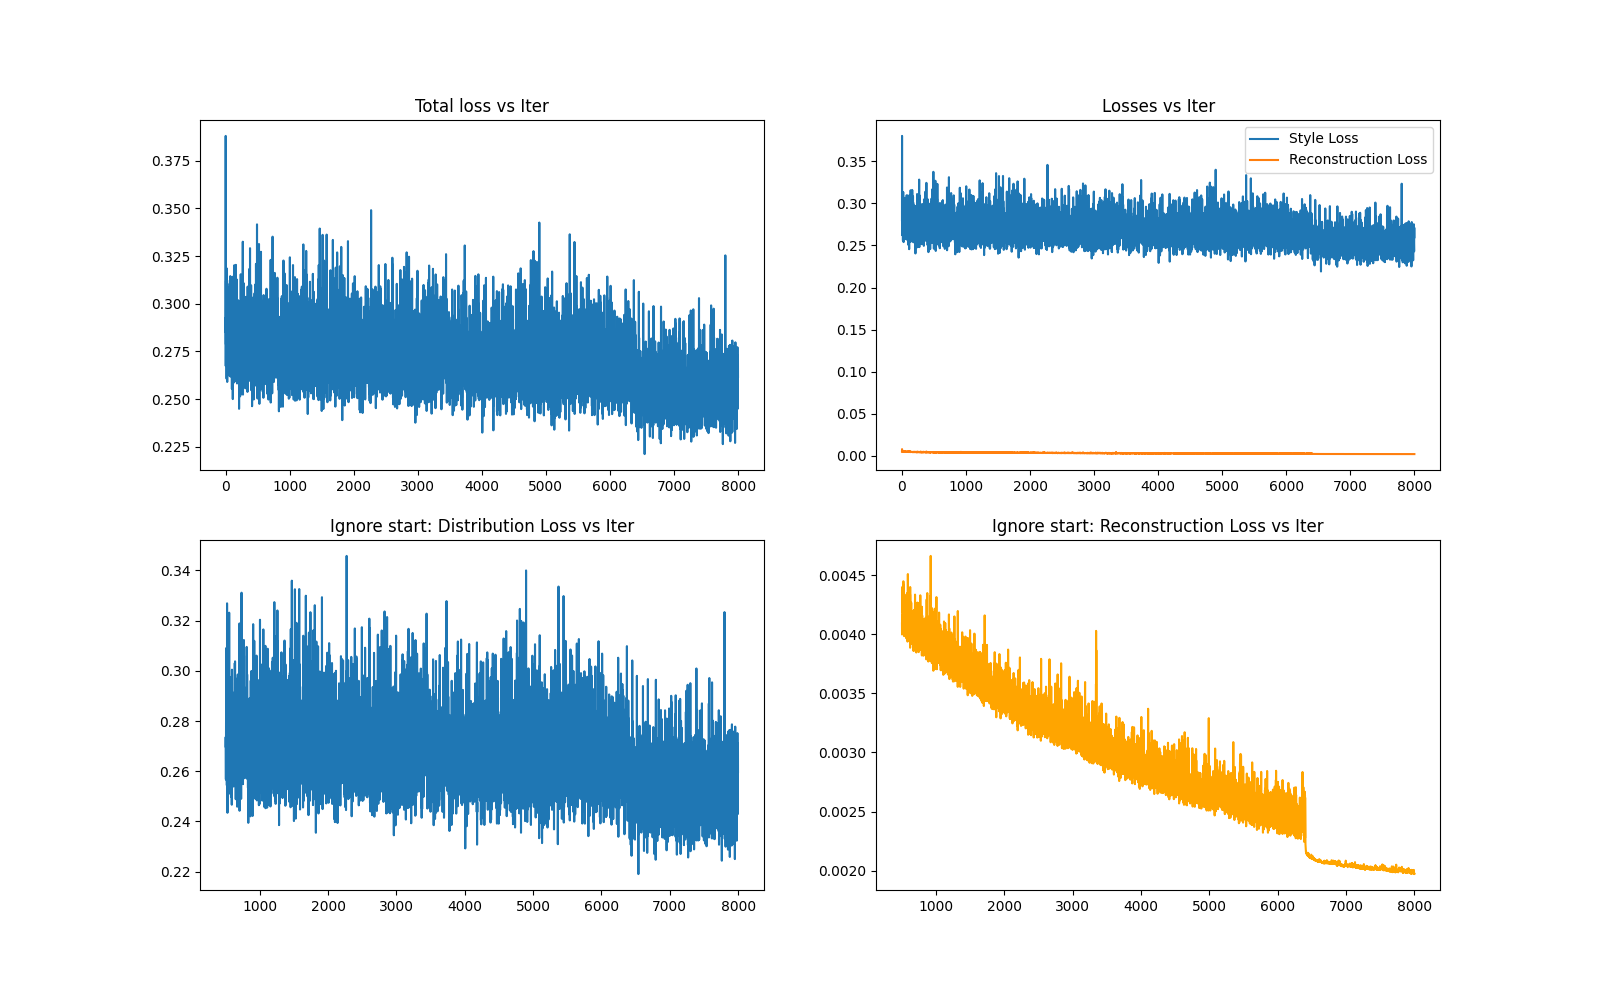 Total loss vs Iter
0.375
0.350
0.325
0.300
0.275
0.250
0.225
0 1000 2000 3000 4000 5000 6000 7000 8000
Losses vs Iter
Style Loss
Reconstruction Loss
0.35
0.30
0.25
0.20
0.15
0.10
0.05
0.00
0 1000 2000 3000 4000 5000 6000 7000 8000
Ignore start: Distribution Loss vs Iter
0.34
0.32
0.30
0.28
0.26
0.24
0.22
1000 2000 3000 4000 5000 6000 7000 8000
Ignore start: Reconstruction Loss vs Iter
0.0045
0.0040
0.0035
0.0030
0.0025
0.0020
1000 2000 3000 4000 5000 6000 7000 8000